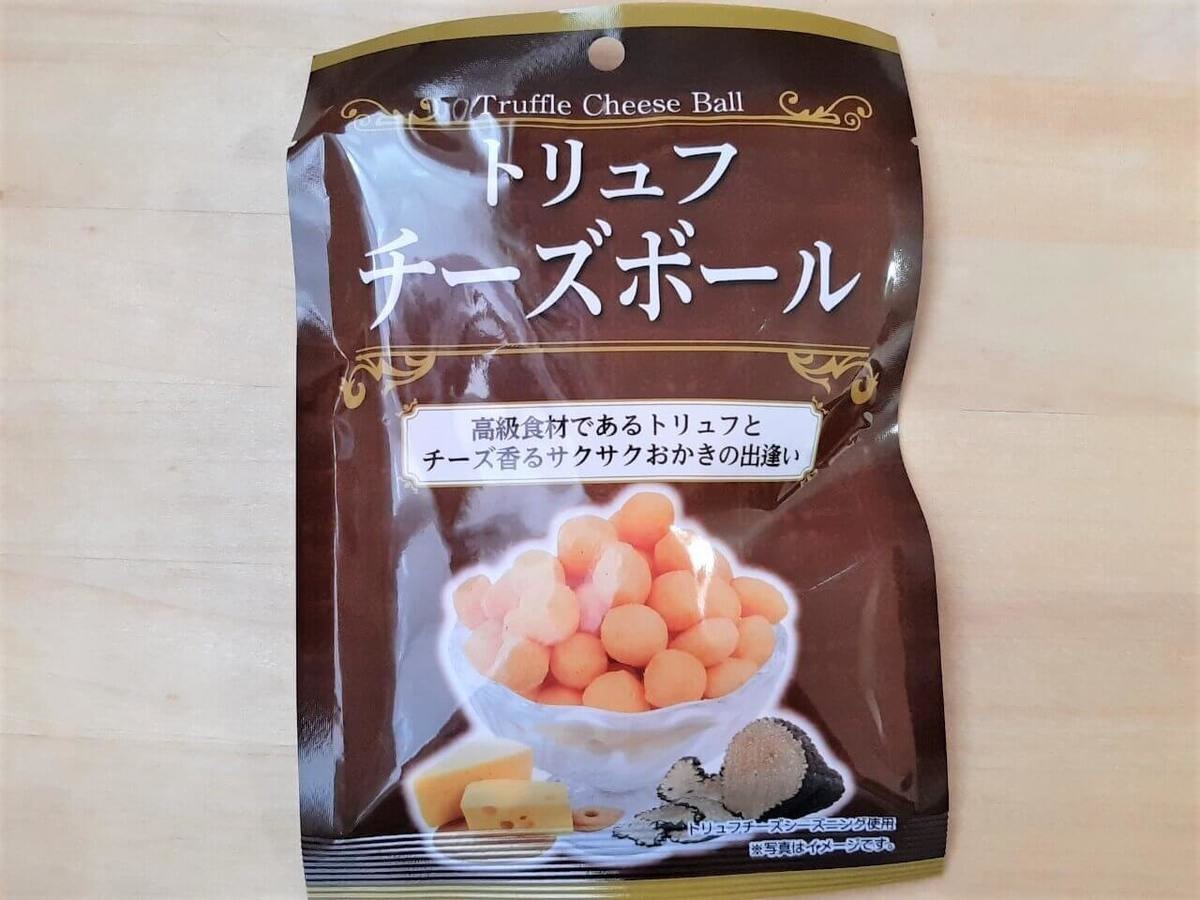 Truffle Cheese Ball
トリュフ
チーズボール
高級食材であるトリュフと
チーズ香るサクサクおかきの出逢い
トリュフチーズシーズニング使用
※写真はイメージです。